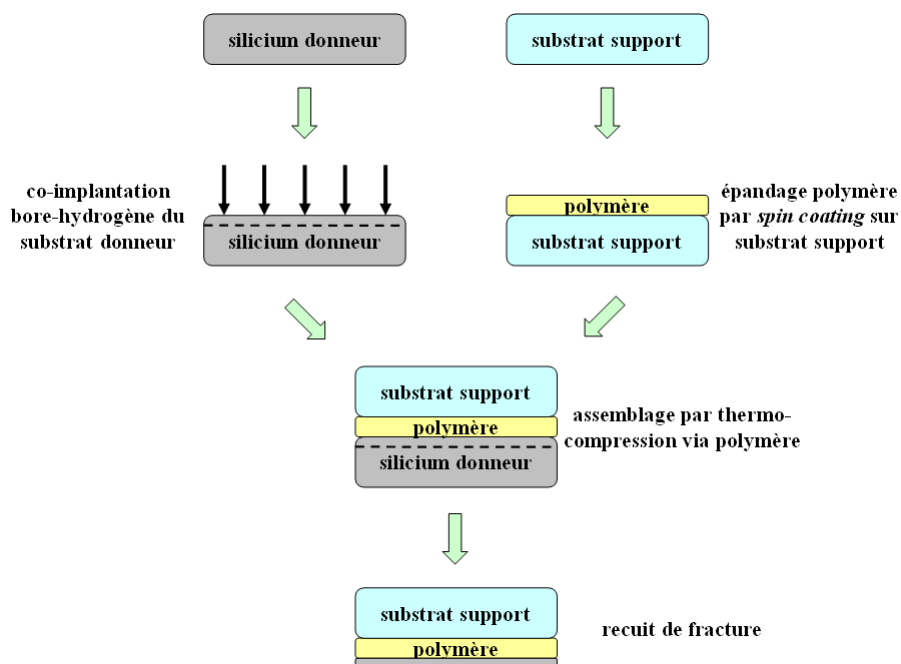 silicium donneur
substrat support
co-implantation
bore-hydrogène du
substrat donneur
silicium donneur
polymère
substrat support
épandage polymère
par spin coating sur
substrat support
substrat support
polymère
silicium donneur
assemblage par thermo-
compression via polymère
substrat support
polymère
recuit de fracture